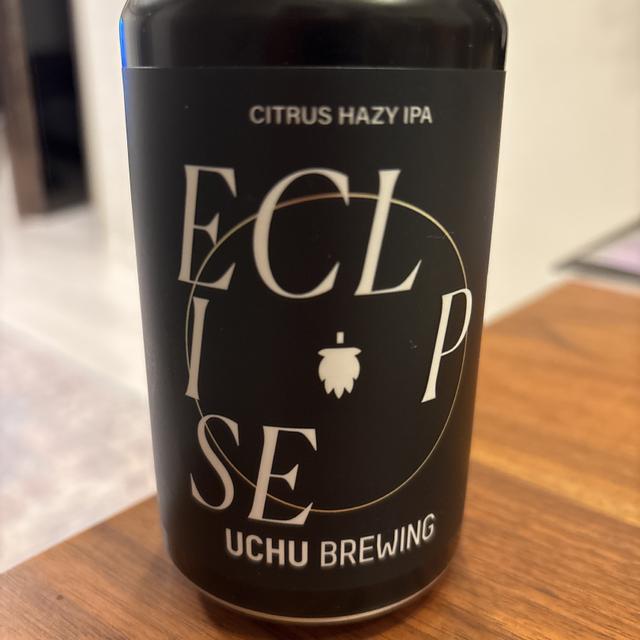 CITRUS HAZY IPA
ECL
I P
SE
UCHU BREWING